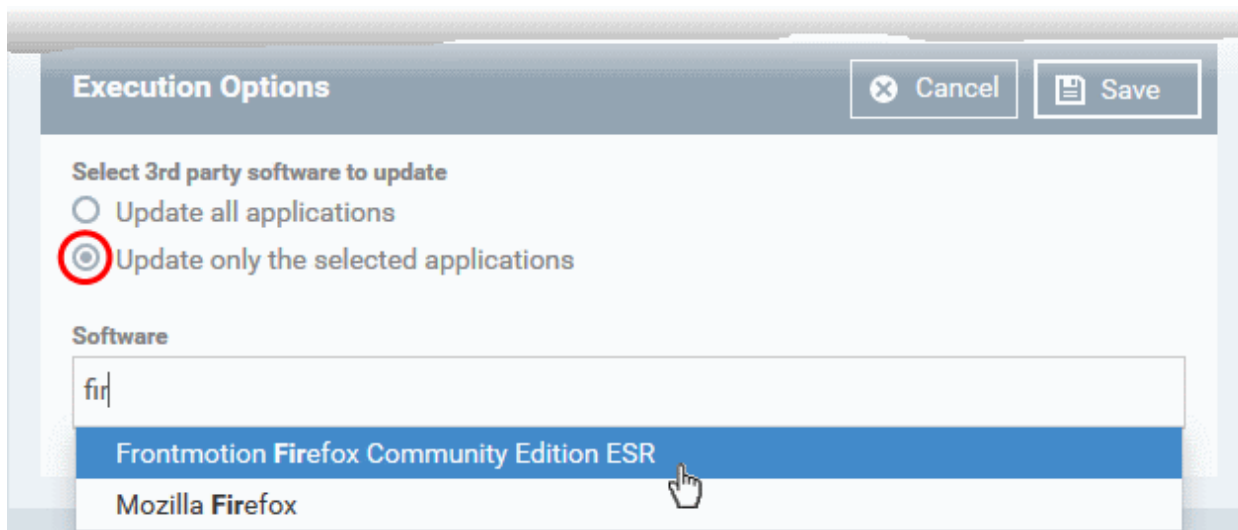 Execution Options
Cancel
Save
Select 3rd party software to update
Update all applications
Update only the selected applications
Software
fir
Frontmotion Firefox Community Edition ESR
Mozilla Firefox